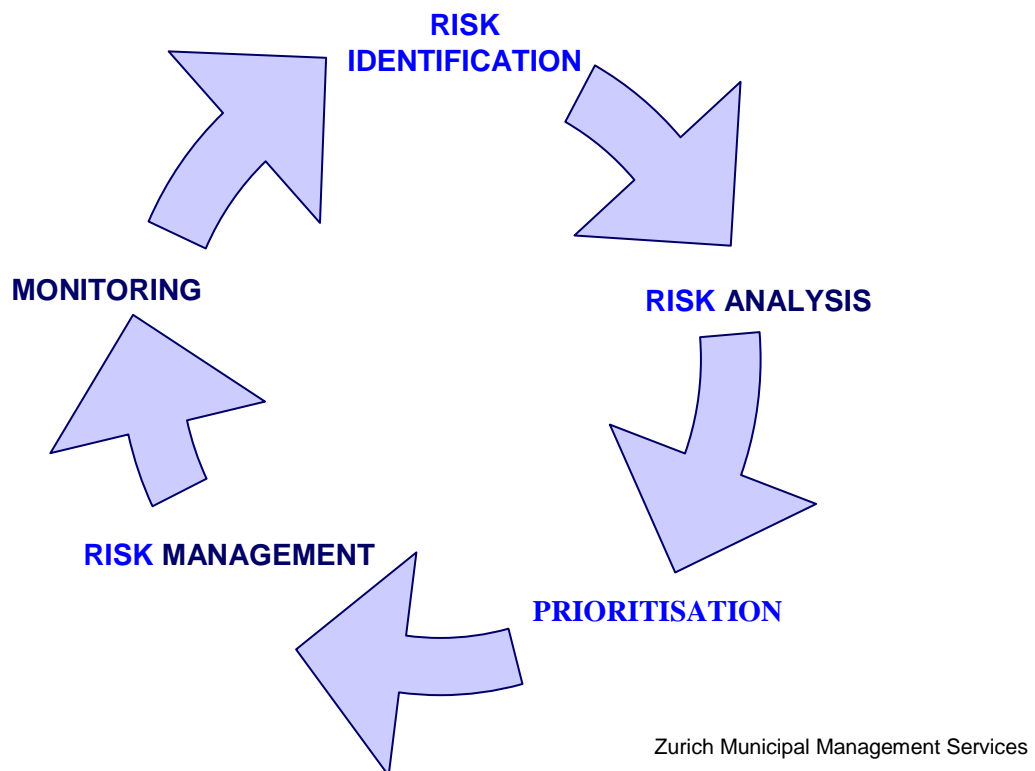 RISK
IDENTIFICATION
MONITORING
RISK ANALYSIS
RISK MANAGEMENT
PRIORITISATION
Zurich Municipal Management Services